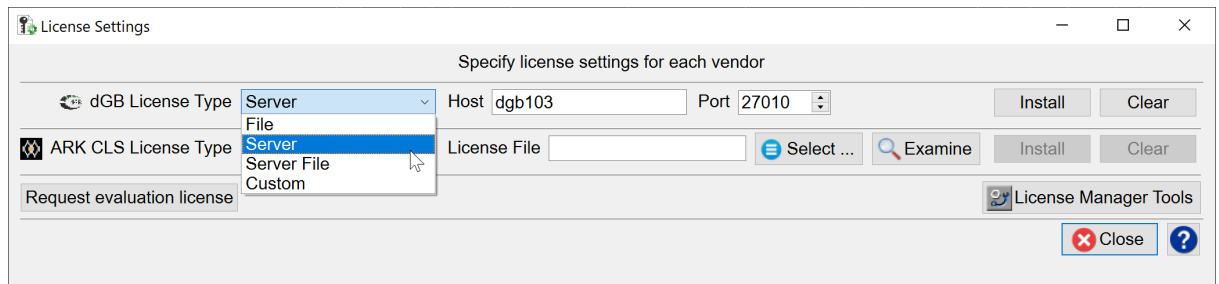 License Settings
Specify license settings for each vendor
dGB License Type Server Host dgb103 Port 27010 Install Clear
File
Server
Server File
Custom
ARK CLS License Type License File Select ... Examine Install Clear
Request evaluation license License Manager Tools
Close ?